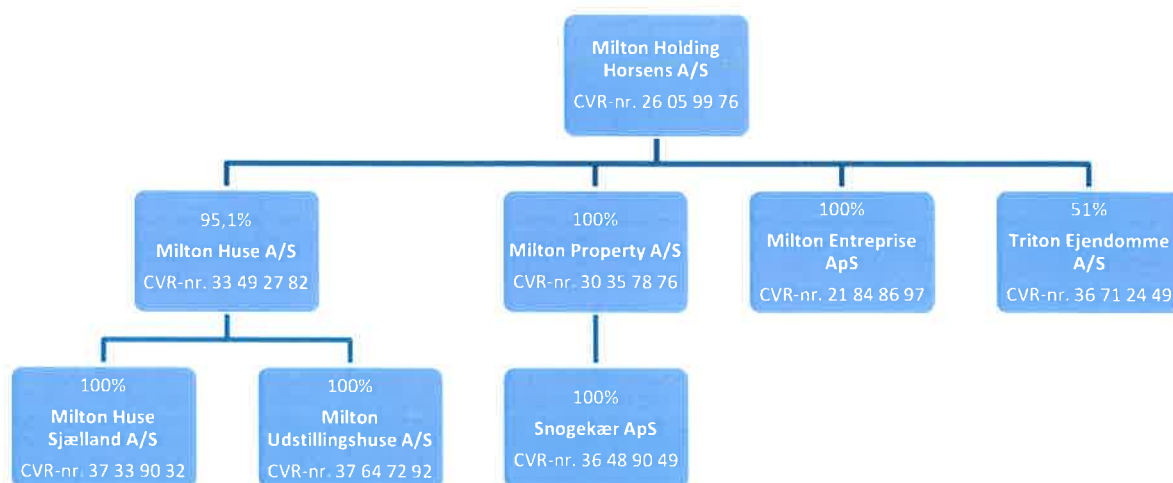 Milton Holding
Horsens A/S
CVR-nr. 26 05 99 76
95,1%
Milton Huse A/S
CVR-nr. 33 49 27 82
100%
Milton Property A/S
CVR-nr. 30 35 78 76
100%
Milton Entreprise
ApS
CVR-nr. 21 84 86 97
51%
Triton Ejendomme
A/S
CVR-nr. 36 71 24 49
100%
Milton Huse
Sjælland A/S
CVR-nr. 37 33 90 32
100%
Milton
Udstillingshuse A/S
CVR-nr. 37 64 72 92
100%
Snogekær ApS
CVR-nr. 36 48 90 49